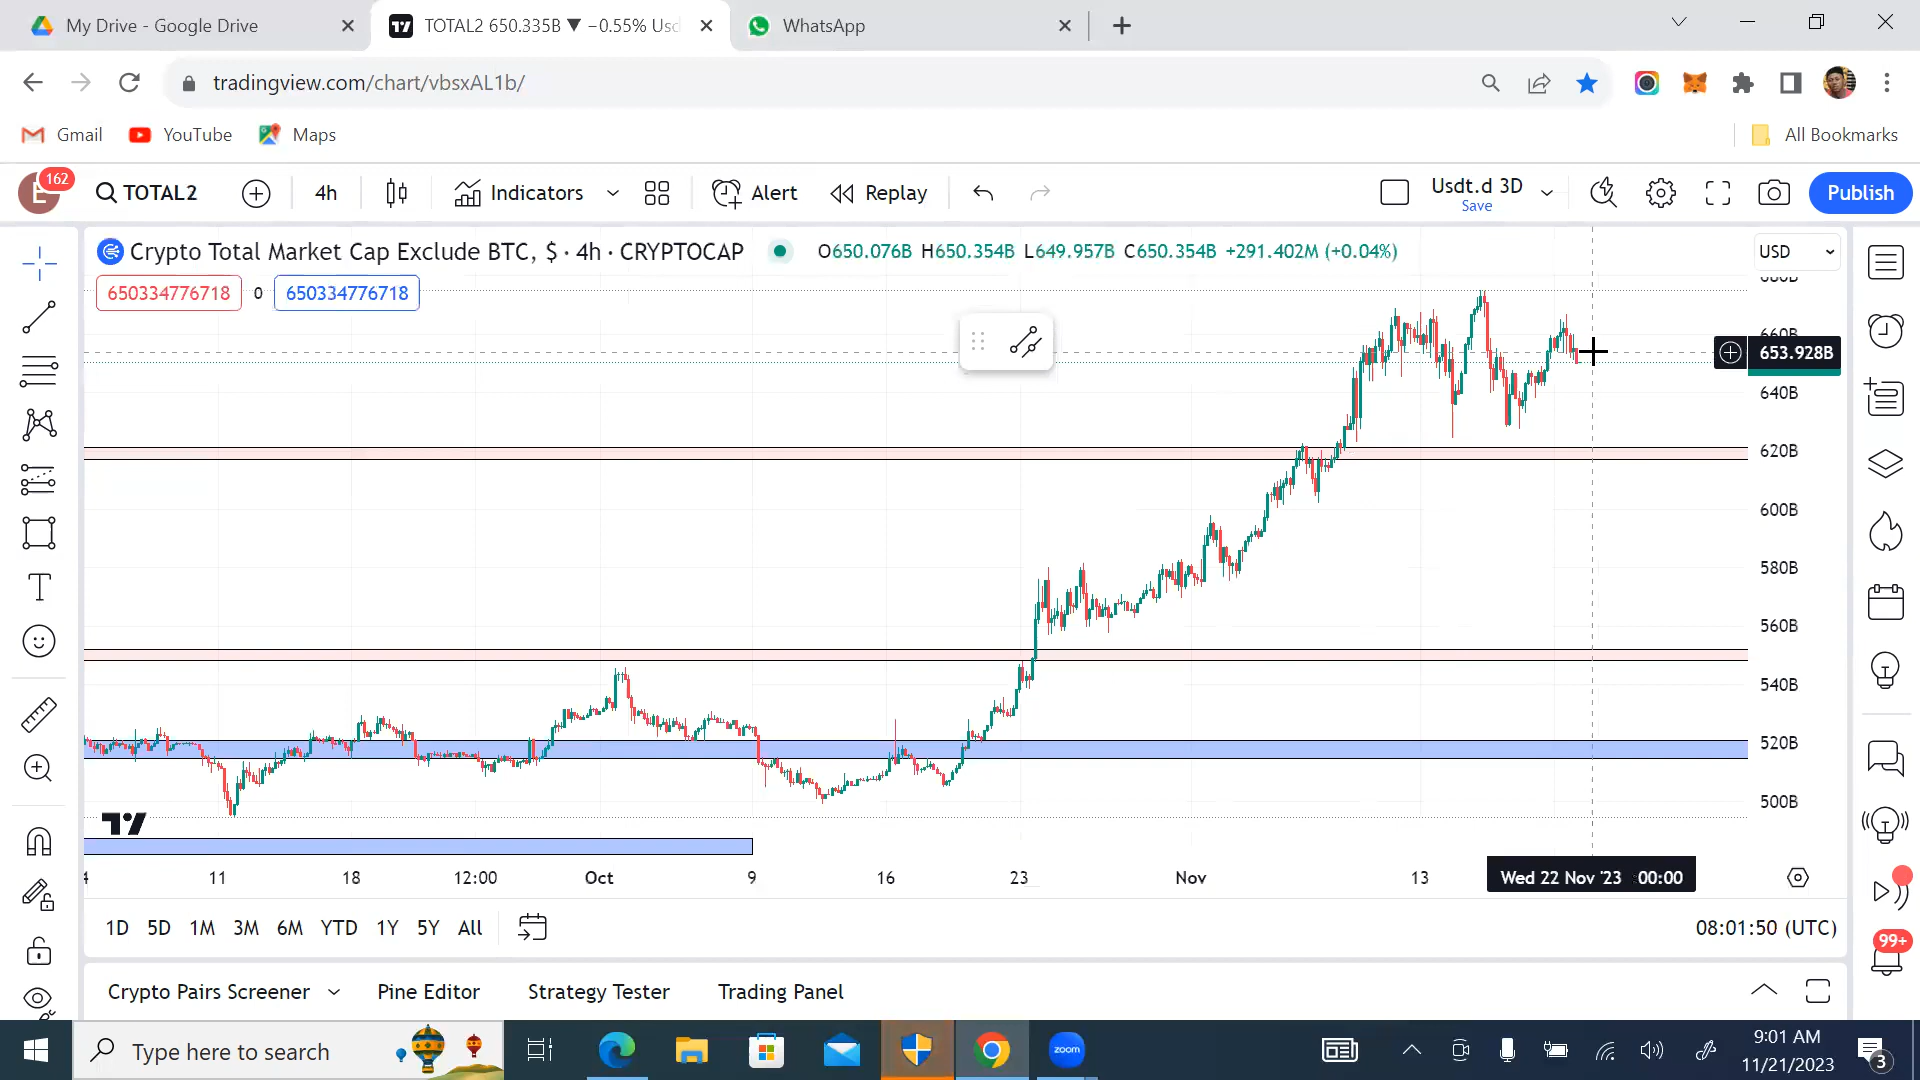 My Drive - Google Drive
TOTAL2 650.335B ▼ −0.55% Usd
WhatsApp
tradingview.com/chart/vbsxAL1b/
Gmail
YouTube
Maps
All Bookmarks
E
162
TOTAL2
4h
Indicators
Alert
Replay
Usdt.d 3D
Save
Publish
Crypto Total Market Cap Exclude BTC, $ · 4h · CRYPTOCAP
O650.076B H650.354B L649.957B C650.354B +291.402M (+0.04%)
USD
650334776718
0
650334776718
680B
660B
653.928B
640B
620B
600B
580B
560B
540B
520B
500B
4
11
18
12:00
Oct
9
16
23
Nov
13
Wed 22 Nov '23 00:00
1D 5D 1M 3M 6M YTD 1Y 5Y All
08:01:50 (UTC)
99+
Crypto Pairs Screener
Pine Editor
Strategy Tester
Trading Panel
Type here to search
zoom
9:01 AM
11/21/2023
3